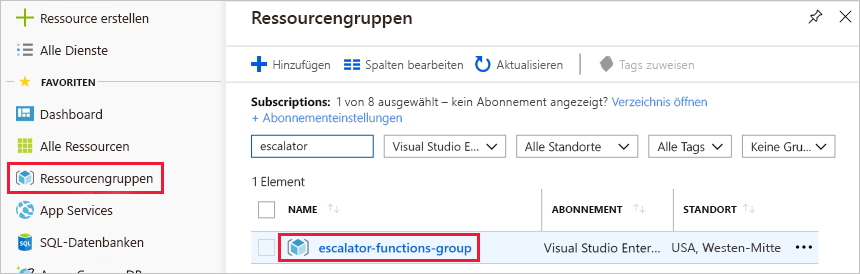 Ressource erstellen
Alle Dienste
FAVORITEN
Dashboard
Alle Ressourcen
Ressourcengruppen
App Services
SQL-Datenbanken
Ressourcengruppen
Hinzufügen Spalten bearbeiten Aktualisieren Tags zuweisen
Subscriptions: 1 von 8 ausgewählt – kein Abonnement angezeigt? Verzeichnis öffnen
+ Abonnementeinstellungen
escalator Visual Studio E... Alle Standorte Alle Tags Keine Gru...
1 Element
NAME ABONNEMENT STANDORT
escalator-functions-group Visual Studio Enter... USA, Westen-Mitte